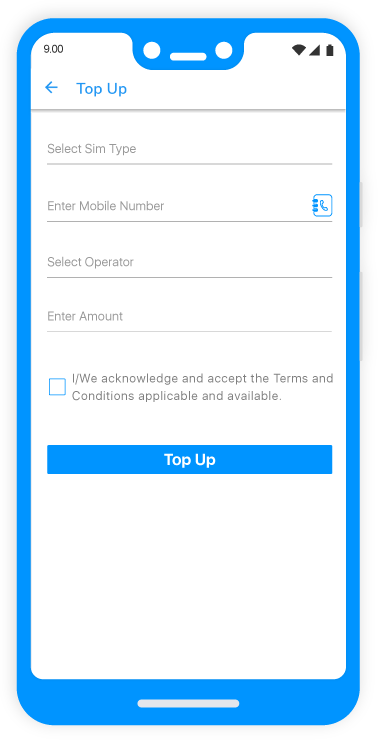 9.00
Top Up
Select Sim Type
Enter Mobile Number
Select Operator
Enter Amount
I/We acknowledge and accept the Terms and
Conditions applicable and available.
Top Up